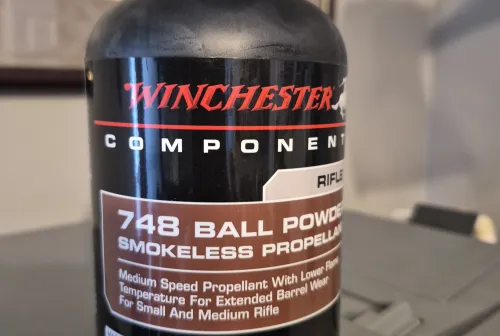 WINCHESTER
COMPONENT
RIFLE
748 BALL POWDE
SMOKELESS PROPELLAN
Medium Speed Propellant With Lower Flame
Temperature For Extended Barrel Wear
For Small And Medium Rifle